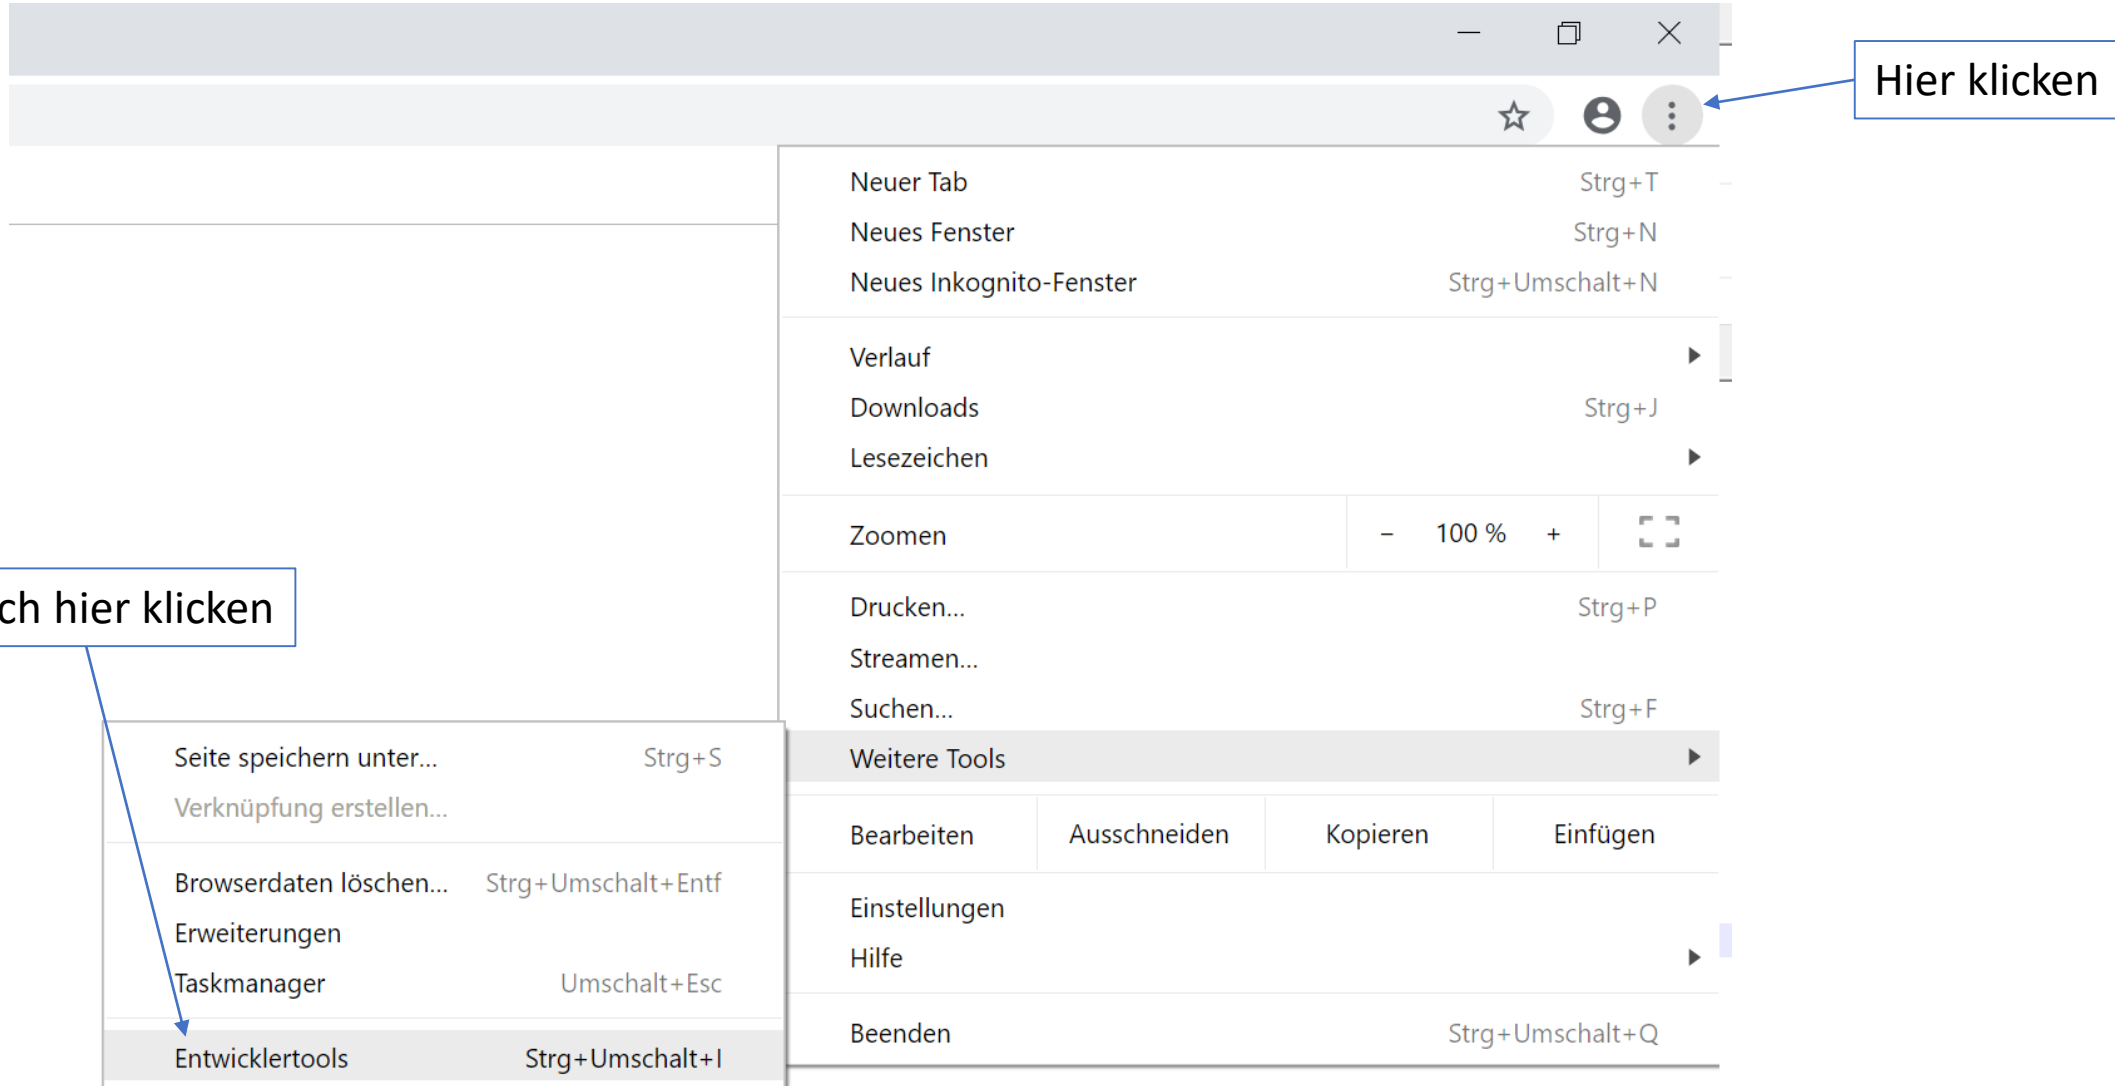 Hier klicken
Neuer Tab Strg+T
Neues Fenster Strg+N
Neues Inkognito-Fenster Strg+Umschalt+N
Verlauf
Downloads Strg+J
Lesezeichen
Zoomen - 100 % +
Drucken... Strg+P
Streamen...
Suchen... Strg+F
Weitere Tools
Bearbeiten Ausschneiden Kopieren Einfügen
Einstellungen
Hilfe
Beenden Strg+Umschalt+Q
ch hier klicken
Seite speichern unter... Strg+S
Verknüpfung erstellen...
Browserdaten löschen... Strg+Umschalt+Entf
Erweiterungen
Taskmanager Umschalt+Esc
Entwicklertools Strg+Umschalt+I